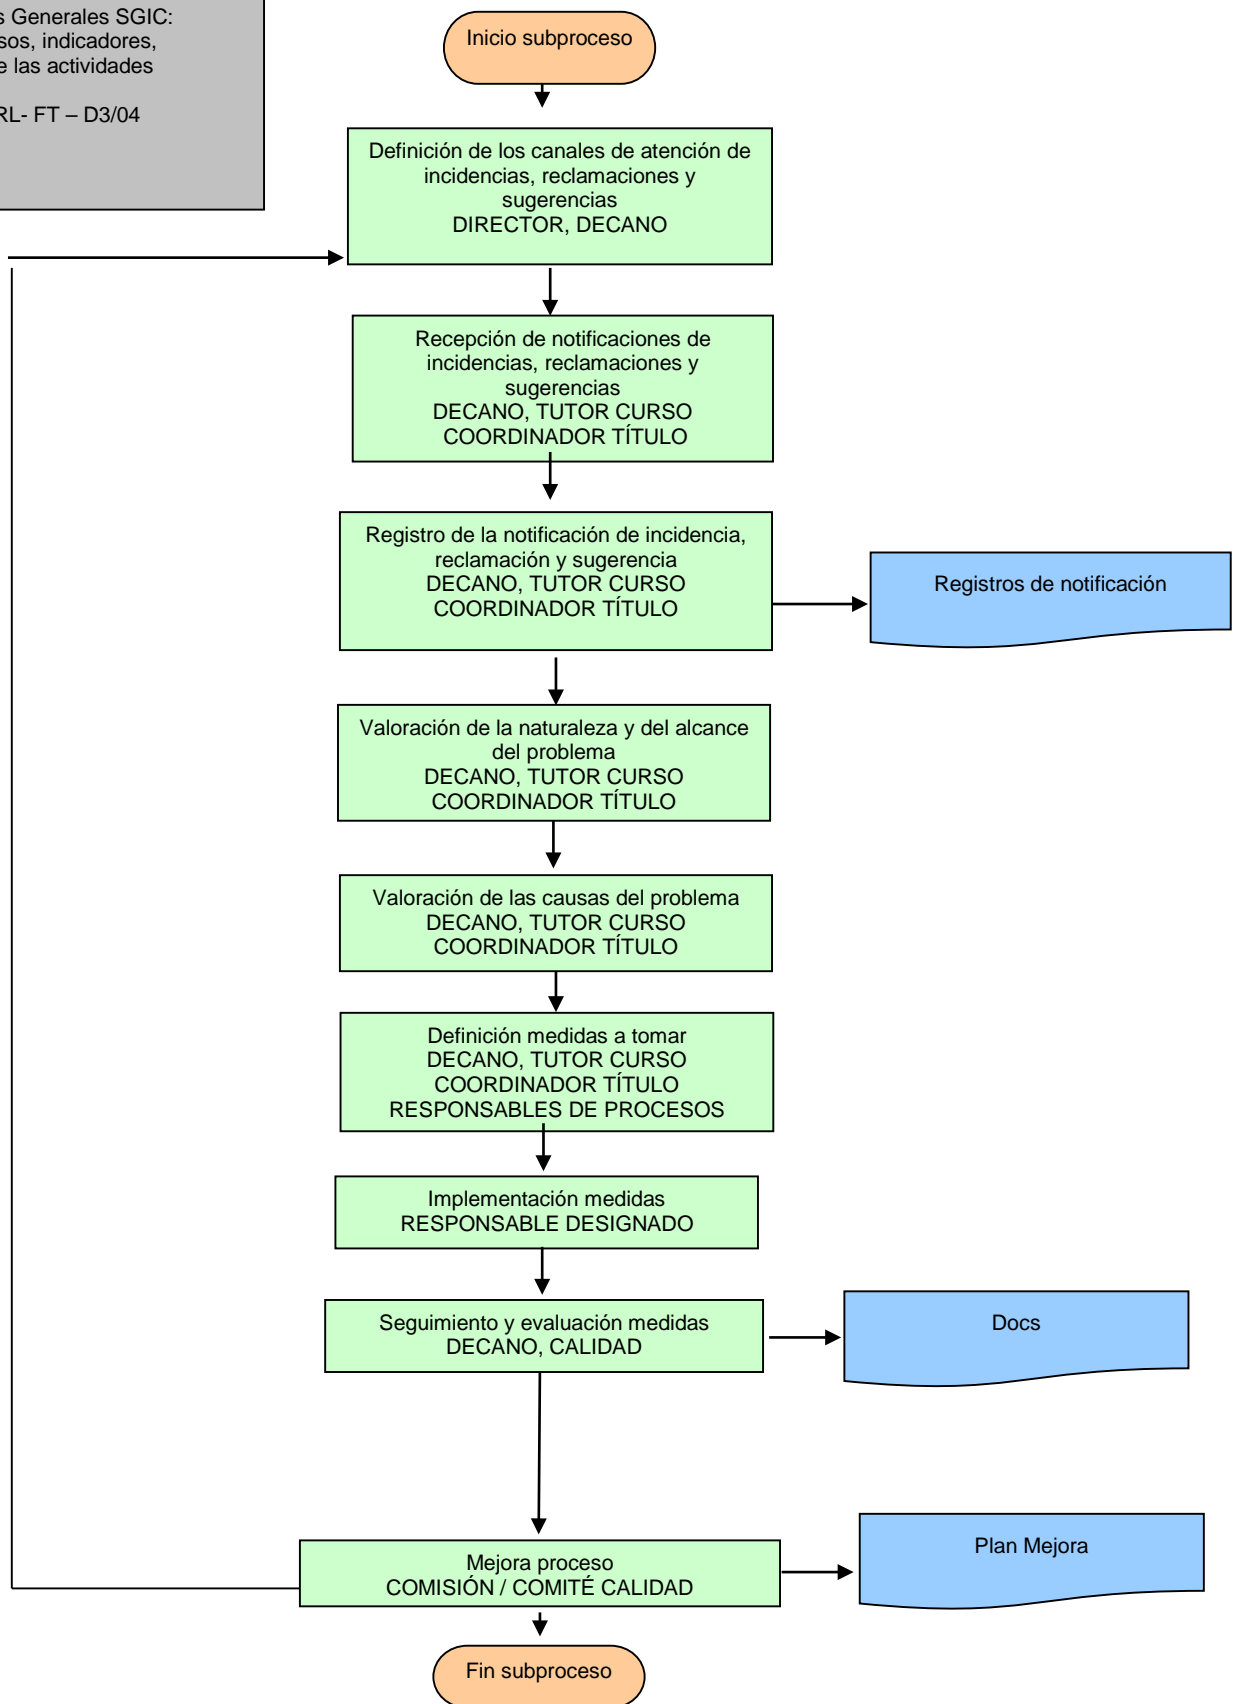 s Generales SGIC:
sos, indicadores,
e las actividades
RL- FT – D3/04
Inicio subproceso
Definición de los canales de atención de
incidencias, reclamaciones y
sugerencias
DIRECTOR, DECANO
Recepción de notificaciones de
incidencias, reclamaciones y
sugerencias
DECANO, TUTOR CURSO
COORDINADOR TÍTULO
Registro de la notificación de incidencia,
reclamación y sugerencia
DECANO, TUTOR CURSO
COORDINADOR TÍTULO
Registros de notificación
Valoración de la naturaleza y del alcance
del problema
DECANO, TUTOR CURSO
COORDINADOR TÍTULO
Valoración de las causas del problema
DECANO, TUTOR CURSO
COORDINADOR TÍTULO
Definición medidas a tomar
DECANO, TUTOR CURSO
COORDINADOR TÍTULO
RESPONSABLES DE PROCESOS
Implementación medidas
RESPONSABLE DESIGNADO
Seguimiento y evaluación medidas
DECANO, CALIDAD
Docs
Mejora proceso
COMISIÓN / COMITÉ CALIDAD
Plan Mejora
Fin subproceso